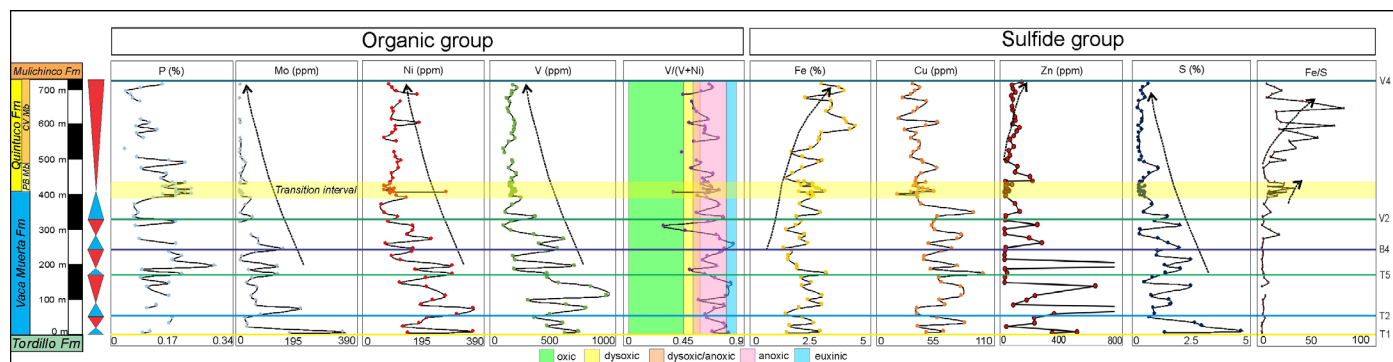 Organic group
Sulfide group
Mulichinco Fm
P (%)
Mo (ppm)
Ni (ppm)
V (ppm)
V/(V+Ni)
Fe (%)
Cu (ppm)
Zn (ppm)
S (%)
Fe/S
V4
700 m
Quintuco Fm
CV Mb
600 m
500 m
PB Mb
Transition interval
400 m
Vaca Muerta Fm
300 m
V2
B4
200 m
T5
100 m
T2
0 m
T1
Tordillo Fm
0 0.17 0.34 0 195 390 0 195 390 0 500 1000 0 0.45 0.9 0 2.5 5 0 55 110 0 400 800 0 2.5 5 0 50 100
oxic dysoxic dysoxic/anoxic anoxic euxinic